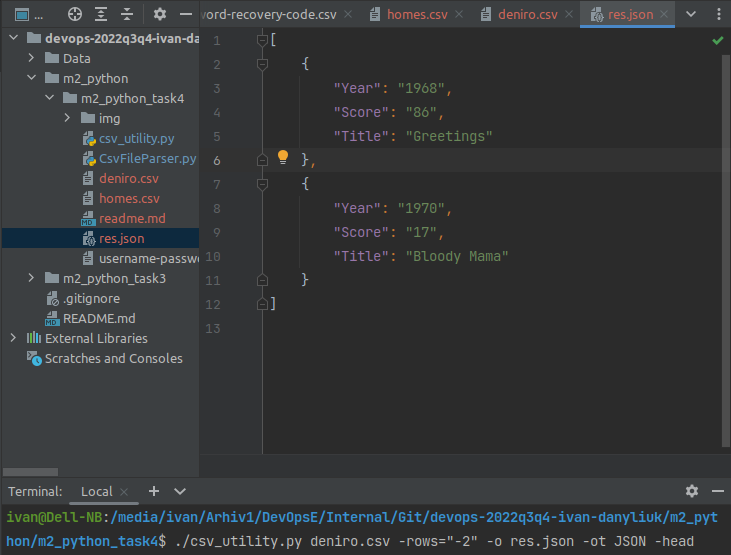 ...
vord-recovery-code.csv
homes.csv
deniro.csv
res.json
devops-2022q3q4-ivan-da
Data
m2_python
m2_python_task4
img
csv_utility.py
CsvFileParser.py
deniro.csv
homes.csv
readme.md
res.json
username-passw
m2_python_task3
.gitignore
README.md
External Libraries
Scratches and Consoles
1 [
2 {
3 "Year": "1968",
4 "Score": "86",
5 "Title": "Greetings"
6 },
7 {
8 "Year": "1970",
9 "Score": "17",
10 "Title": "Bloody Mama"
11 }
12 ]
13
Terminal: Local
ivan@Dell-NB:/media/ivan/Arhiv1/DevOpsE/Internal/Git/devops-2022q3q4-ivan-danyliuk/m2_pyt
hon/m2_python_task4$ ./csv_utility.py deniro.csv -rows="-2" -o res.json -ot JSON -head